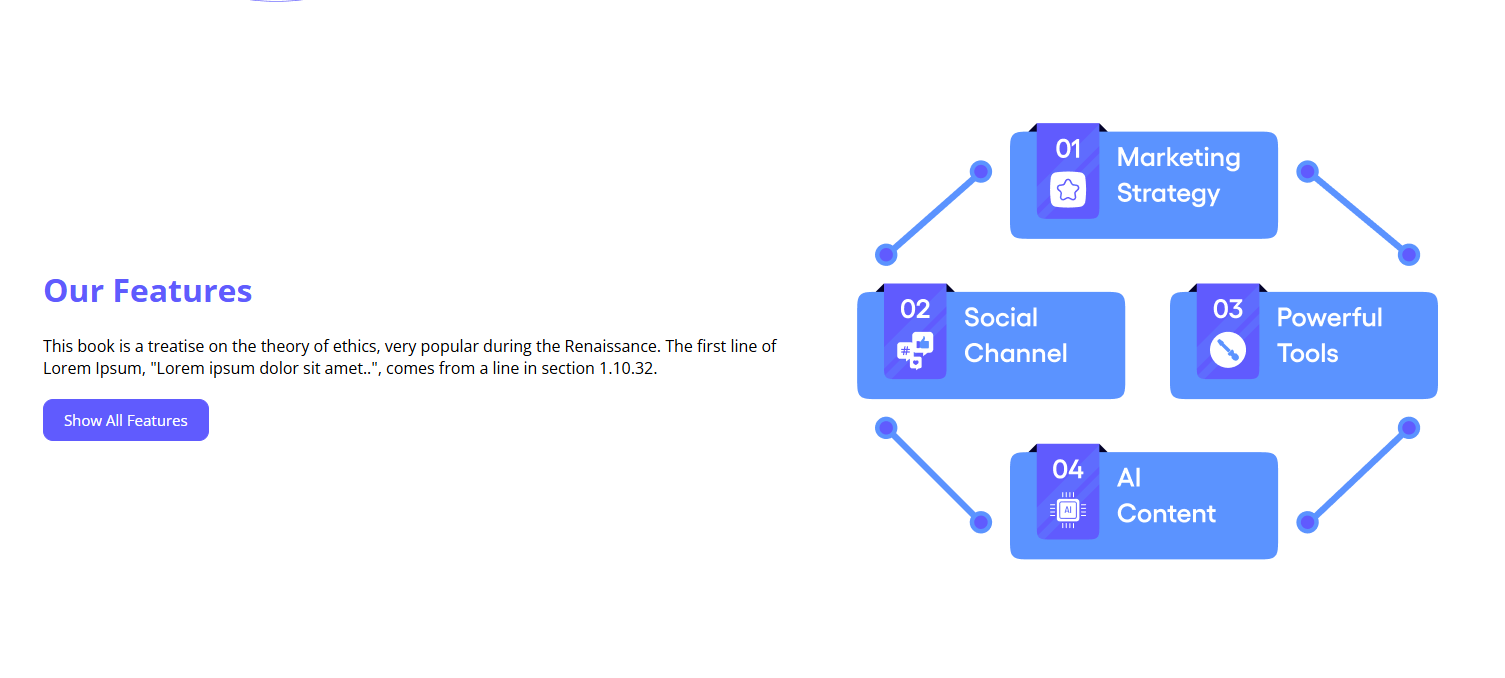 Our Features
This book is a treatise on the theory of ethics, very popular during the Renaissance. The first line of
Lorem Ipsum, "Lorem ipsum dolor sit amet..", comes from a line in section 1.10.32.
Show All Features
01
Marketing
Strategy
02
#
Social
Channel
03
Powerful
Tools
04
AI
AI
Content